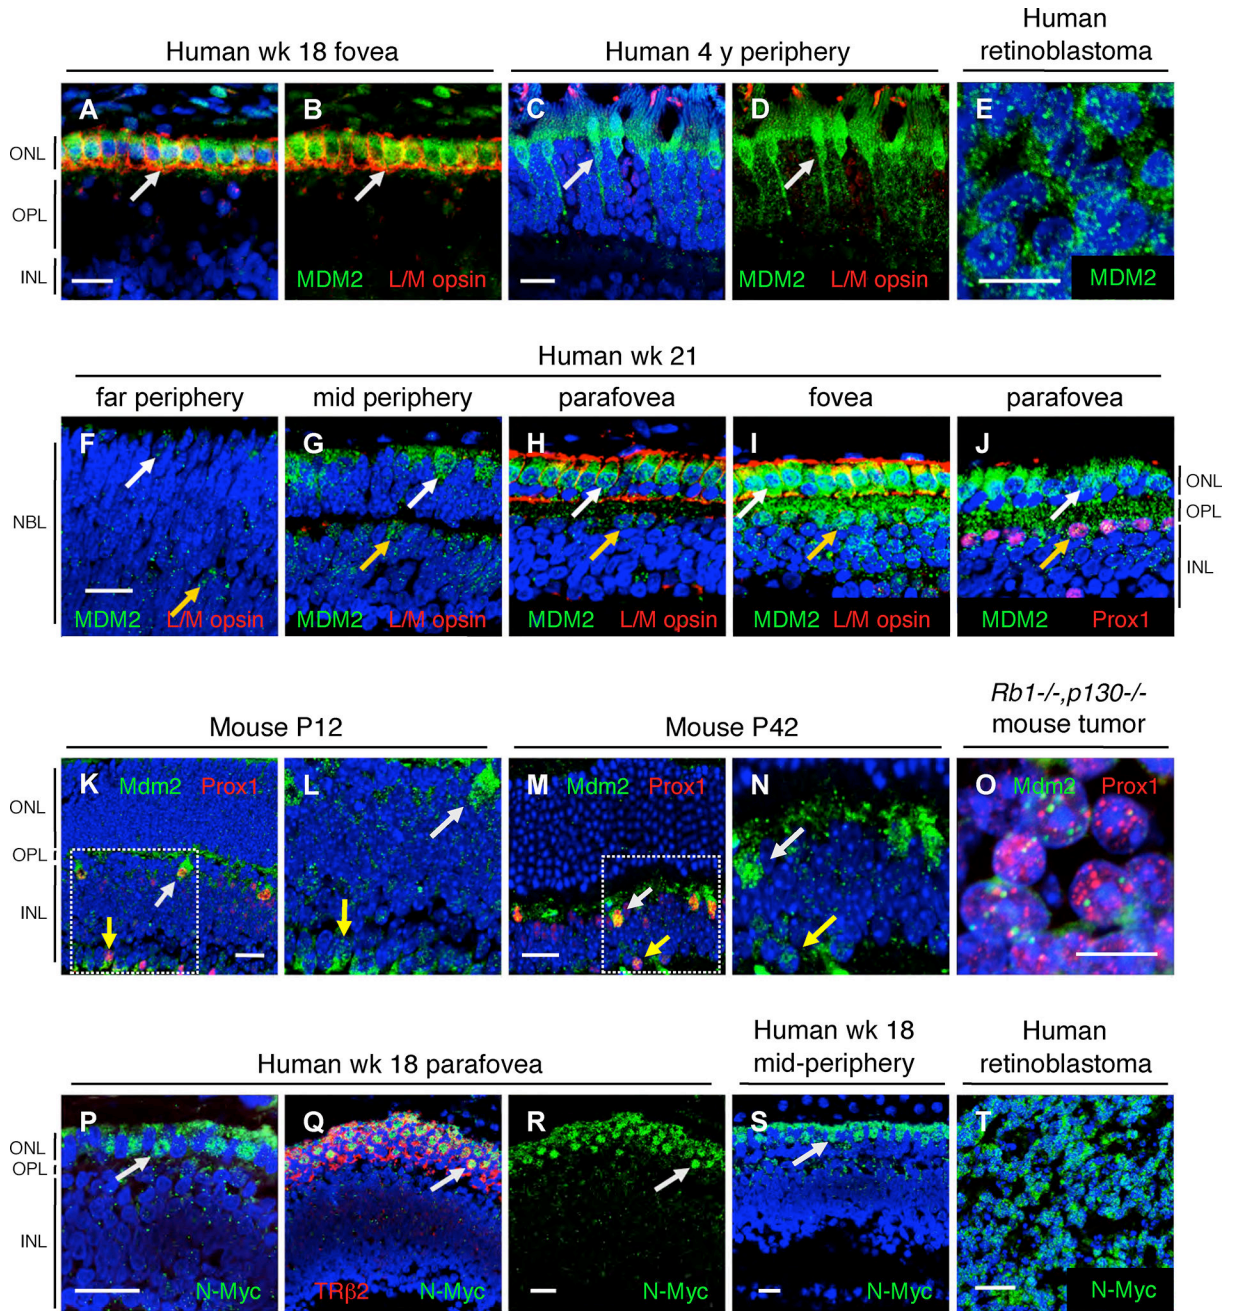 Human wk 18 fovea
Human 4 y periphery
Human
retinoblastoma
A
B
C
D
E
ONL
OPL
INL
MDM2 L/M opsin
MDM2 L/M opsin
MDM2
Human wk 21
far periphery
mid periphery
parafovea
fovea
parafovea
F
G
H
I
J
NBL
ONL
OPL
INL
MDM2 L/M opsin
MDM2 L/M opsin
MDM2 L/M opsin
MDM2 L/M opsin
MDM2 Prox1
Mouse P12
Mouse P42
Rb1-/-,p130-/-
mouse tumor
K Mdm2 Prox1
L
M Mdm2 Prox1
N
O Mdm2 Prox1
ONL
OPL
INL
Human wk 18 parafovea
Human wk 18
mid-periphery
Human
retinoblastoma
P
Q
R
S
T
ONL
OPL
INL
N-Myc
TRβ2 N-Myc
N-Myc
N-Myc
N-Myc